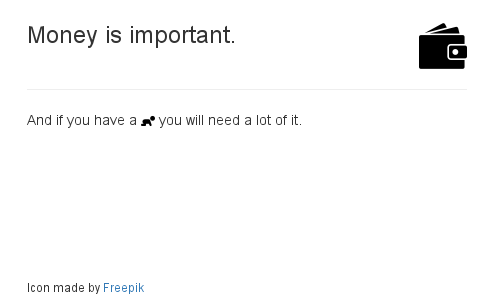 Money is important.
And if you have a you will need a lot of it.
Icon made by Freepik